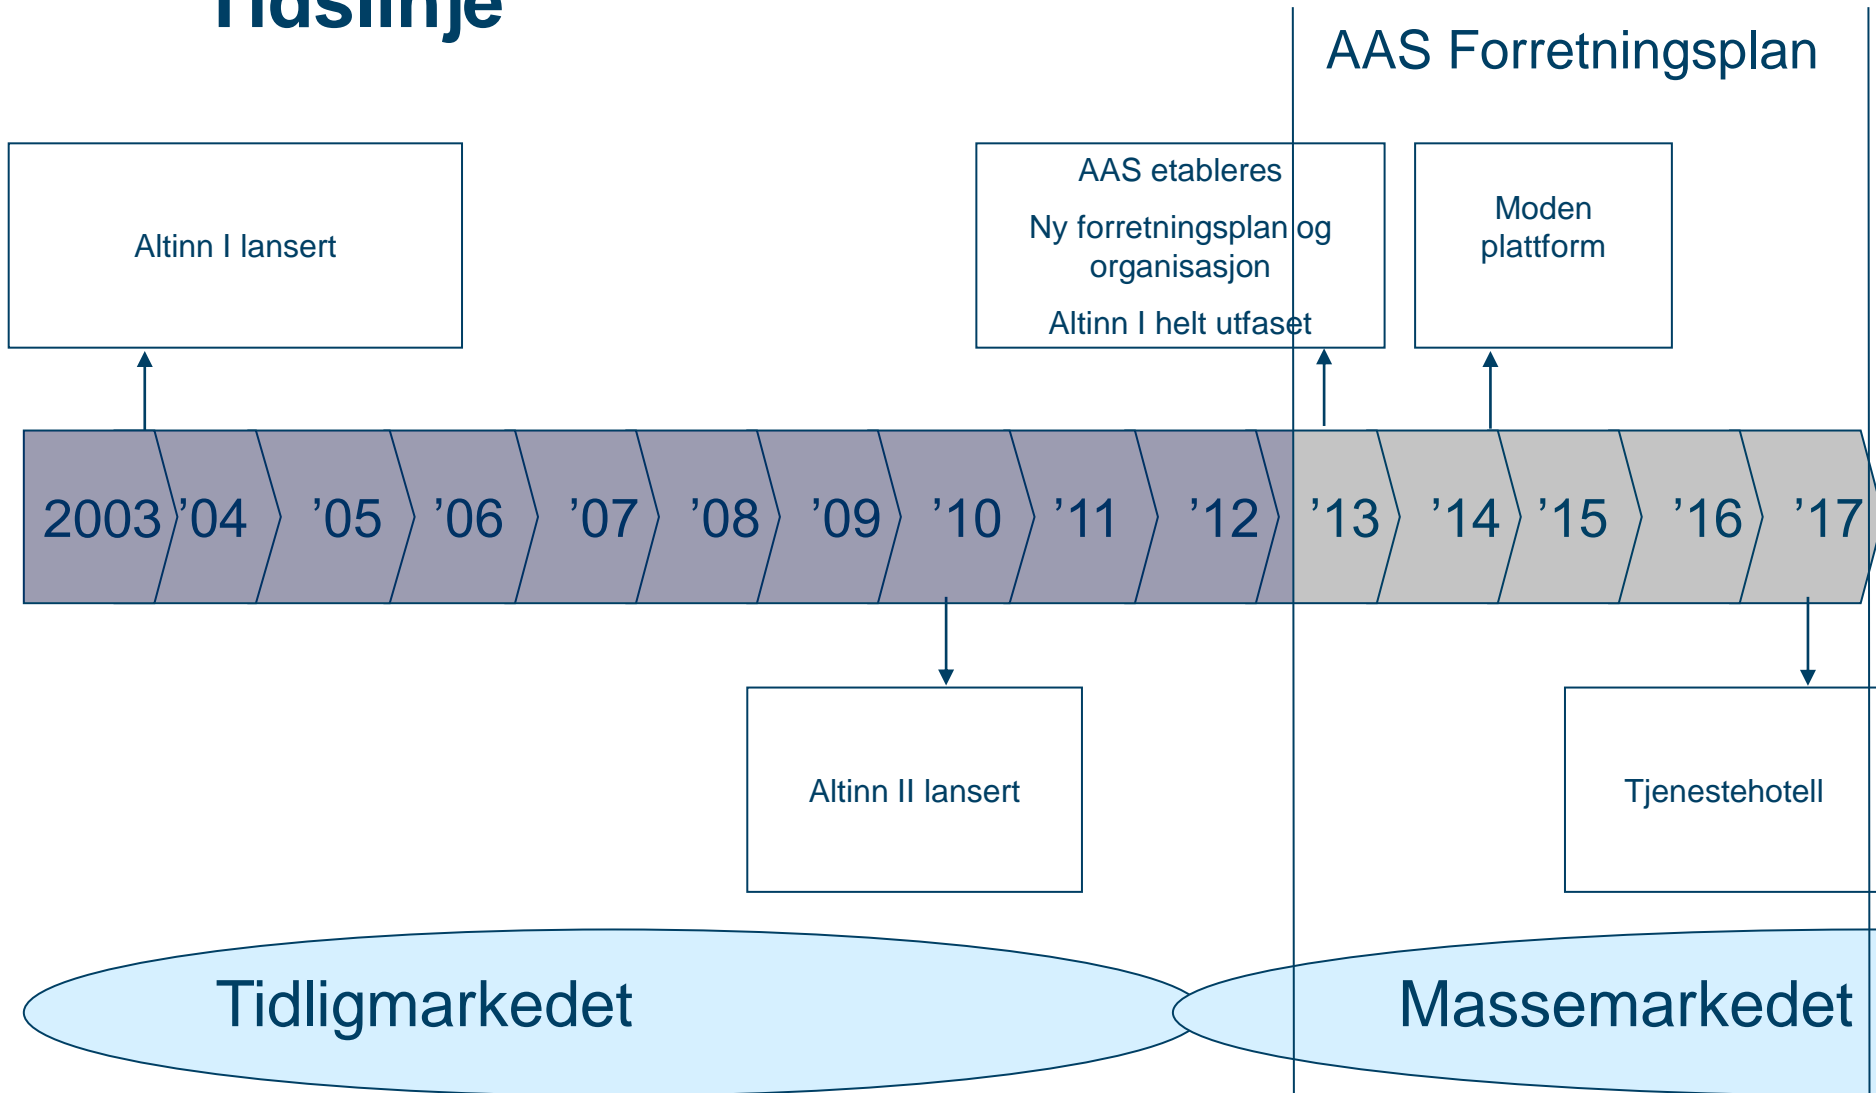 Tidslinje
AAS Forretningsplan
Altinn I lansert
AAS etableres
Ny forretningsplan og
organisasjon
Altinn I helt utfaset
Moden
plattform
2003 ’04 ’05 ’06 ’07 ’08 ’09 ’10 ’11 ’12 ’13 ’14 ’15 ’16 ’17
Altinn II lansert
Tjenestehotell
Tidligmarkedet
Massemarkedet